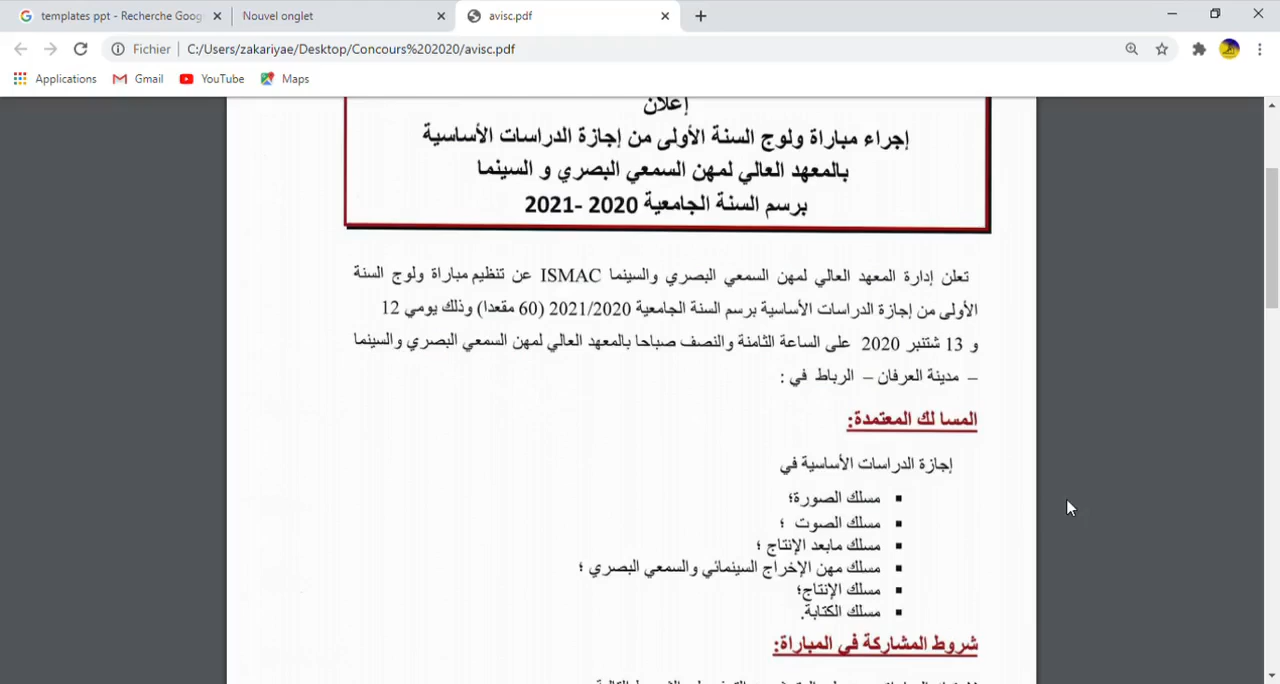 templates ppt - Recherche Goog
Nouvel onglet
avisc.pdf
Fichier
C:/Users/zakariyae/Desktop/Concours%202020/avisc.pdf
Applications
Gmail
YouTube
Maps
إعلان
إجراء مباراة ولوج السنة الأولى من إجازة الدراسات الأساسية
بالمعهد العالي لمهن السمعي البصري و السينما
برسم السنة الجامعية 2020 -2021
تعلن إدارة المعهد العالي لمهن السمعي البصري والسينما ISMAC عن تنظيم مباراة ولوج السنة
الأولى من إجازة الدراسات الأساسية برسم السنة الجامعية 2021/2020 (60 مقعدا) وذلك يومي 12
و 13 شتنبر 2020 على الساعة الثامنة والنصف صباحا بالمعهد العالي لمهن السمعي البصري والسينما
– مدينة العرفان – الرباط في :
المسا لك المعتمدة:
إجازة الدراسات الأساسية في
▪ مسلك الصورة؛
▪ مسلك الصوت ؛
▪ مسلك مابعد الإنتاج ؛
▪ مسلك مهن الإخراج السينمائي والسمعي البصري ؛
▪ مسلك الإنتاج؛
▪ مسلك الكتابة.
شروط المشاركة في المباراة: